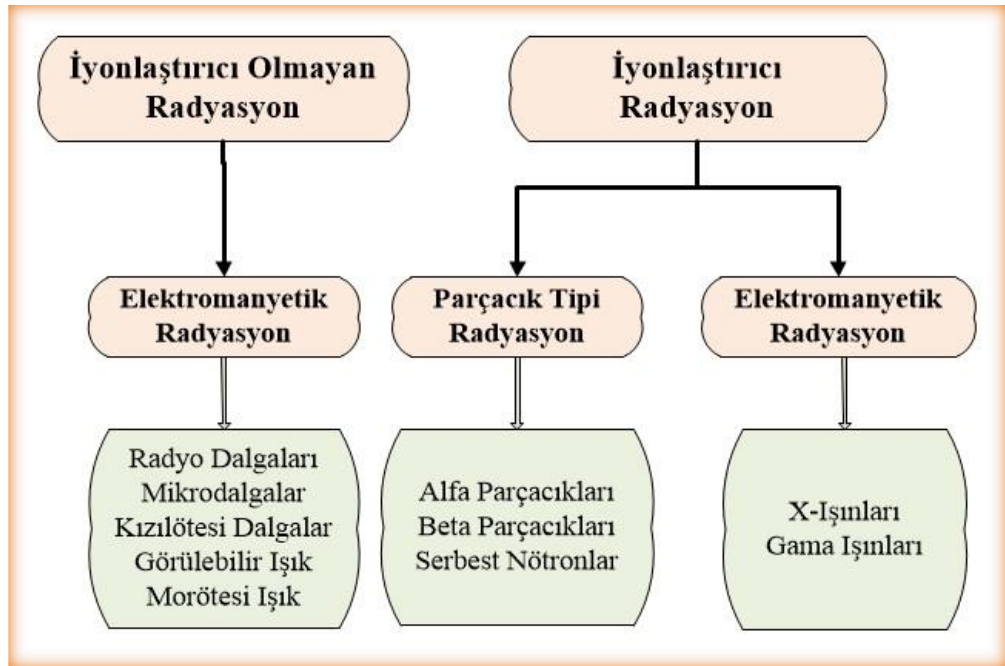 İyonlaştırıcı Olmayan
Radyasyon
İyonlaştırıcı
Radyasyon
Elektromanyetik
Radyasyon
Parçacık Tipi
Radyasyon
Elektromanyetik
Radyasyon
Radyo Dalgaları
Mikrodalgalar
Kızılötesi Dalgalar
Görülebilir Işık
Morötesi Işık
Alfa Parçacıkları
Beta Parçacıkları
Serbest Nötronlar
X-Işınları
Gama Işınları